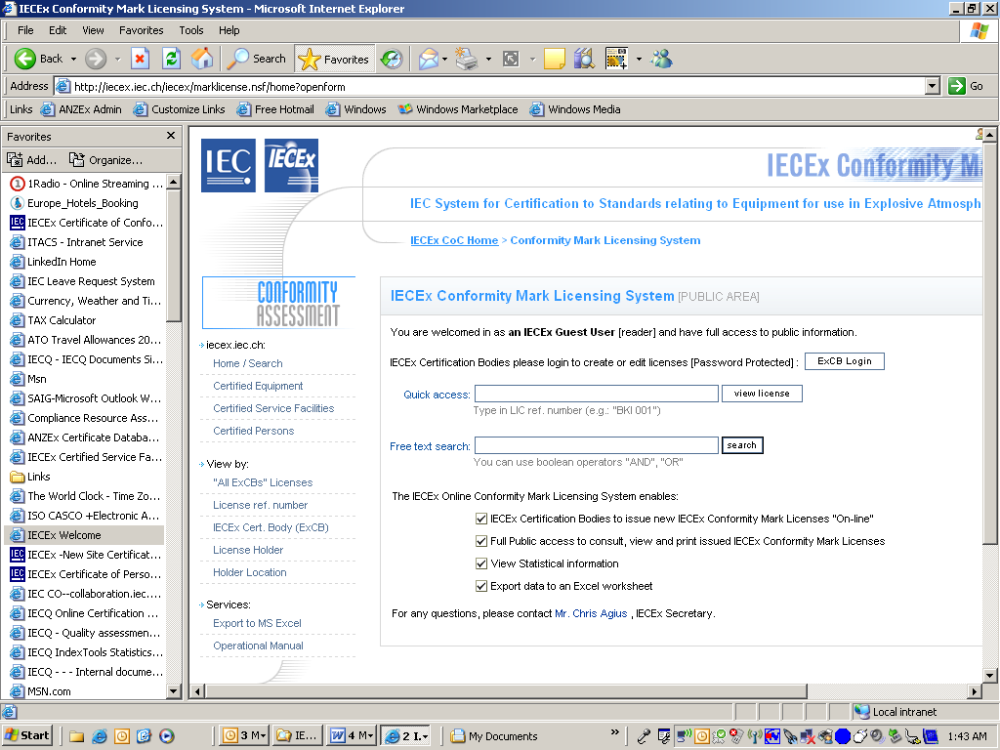 IECEx Conformity Mark Licensing System - Microsoft Internet Explorer
File Edit View Favorites Tools Help
Back Search Favorites
Address http://iecex.iec.ch/iecex/marklicense.nsf/home?openform Go
Links ANZEx Admin Customize Links Free Hotmail Windows Windows Marketplace Windows Media
Favorites
Add... Organize...
1Radio - Online Streaming ...
Europe_Hotels_Booking
IECEx Certificate of Confo...
ITACS - Intranet Service
LinkedIn Home
IEC Leave Request System
Currency, Weather and Ti...
TAX Calculator
ATO Travel Allowances 20...
IECQ - IECQ Documents Si...
Msn
SAIG-Microsoft Outlook W...
Compliance Resource Ass...
ANZEx Certificate Databa...
IECEx Certified Service Fa...
Links
The World Clock - Time Zo...
ISO CASCO +Electronic A...
IECEx Welcome
IECEx -New Site Certificat...
IECEx Certificate of Perso...
IEC CO--collaboration.iec....
IECQ Online Certification ...
IECQ - Quality assessmen...
IECQ IndexTools Statistics...
IECQ - - - Internal docume...
MSN.com
IEC IECEx
IECEx Conformity M
IEC System for Certification to Standards relating to Equipment for use in Explosive Atmosph
IECEx CoC Home > Conformity Mark Licensing System
CONFORMITY
ASSESSMENT
iecex.iec.ch:
Home / Search
Certified Equipment
Certified Service Facilities
Certified Persons
View by:
"All ExCBs" Licenses
License ref. number
IECEx Cert. Body (ExCB)
License Holder
Holder Location
Services:
Export to MS Excel
Operational Manual
IECEx Conformity Mark Licensing System [PUBLIC AREA]
You are welcomed in as an IECEx Guest User [reader] and have full access to public information.
IECEx Certification Bodies please login to create or edit licenses [Password Protected] : ExCB Login
Quick access: view license
Type in LIC ref. number (e.g.: "BKI 001")
Free text search: search
You can use boolean operators "AND", "OR"
The IECEx Online Conformity Mark Licensing System enables:
IECEx Certification Bodies to issue new IECEx Conformity Mark Licenses "On-line"
Full Public access to consult, view and print issued IECEx Conformity Mark Licenses
View Statistical information
Export data to an Excel worksheet
For any questions, please contact Mr. Chris Agius , IECEx Secretary.
Local intranet
Start 3 M IE... 4 M 2 I. My Documents » 1:43 AM